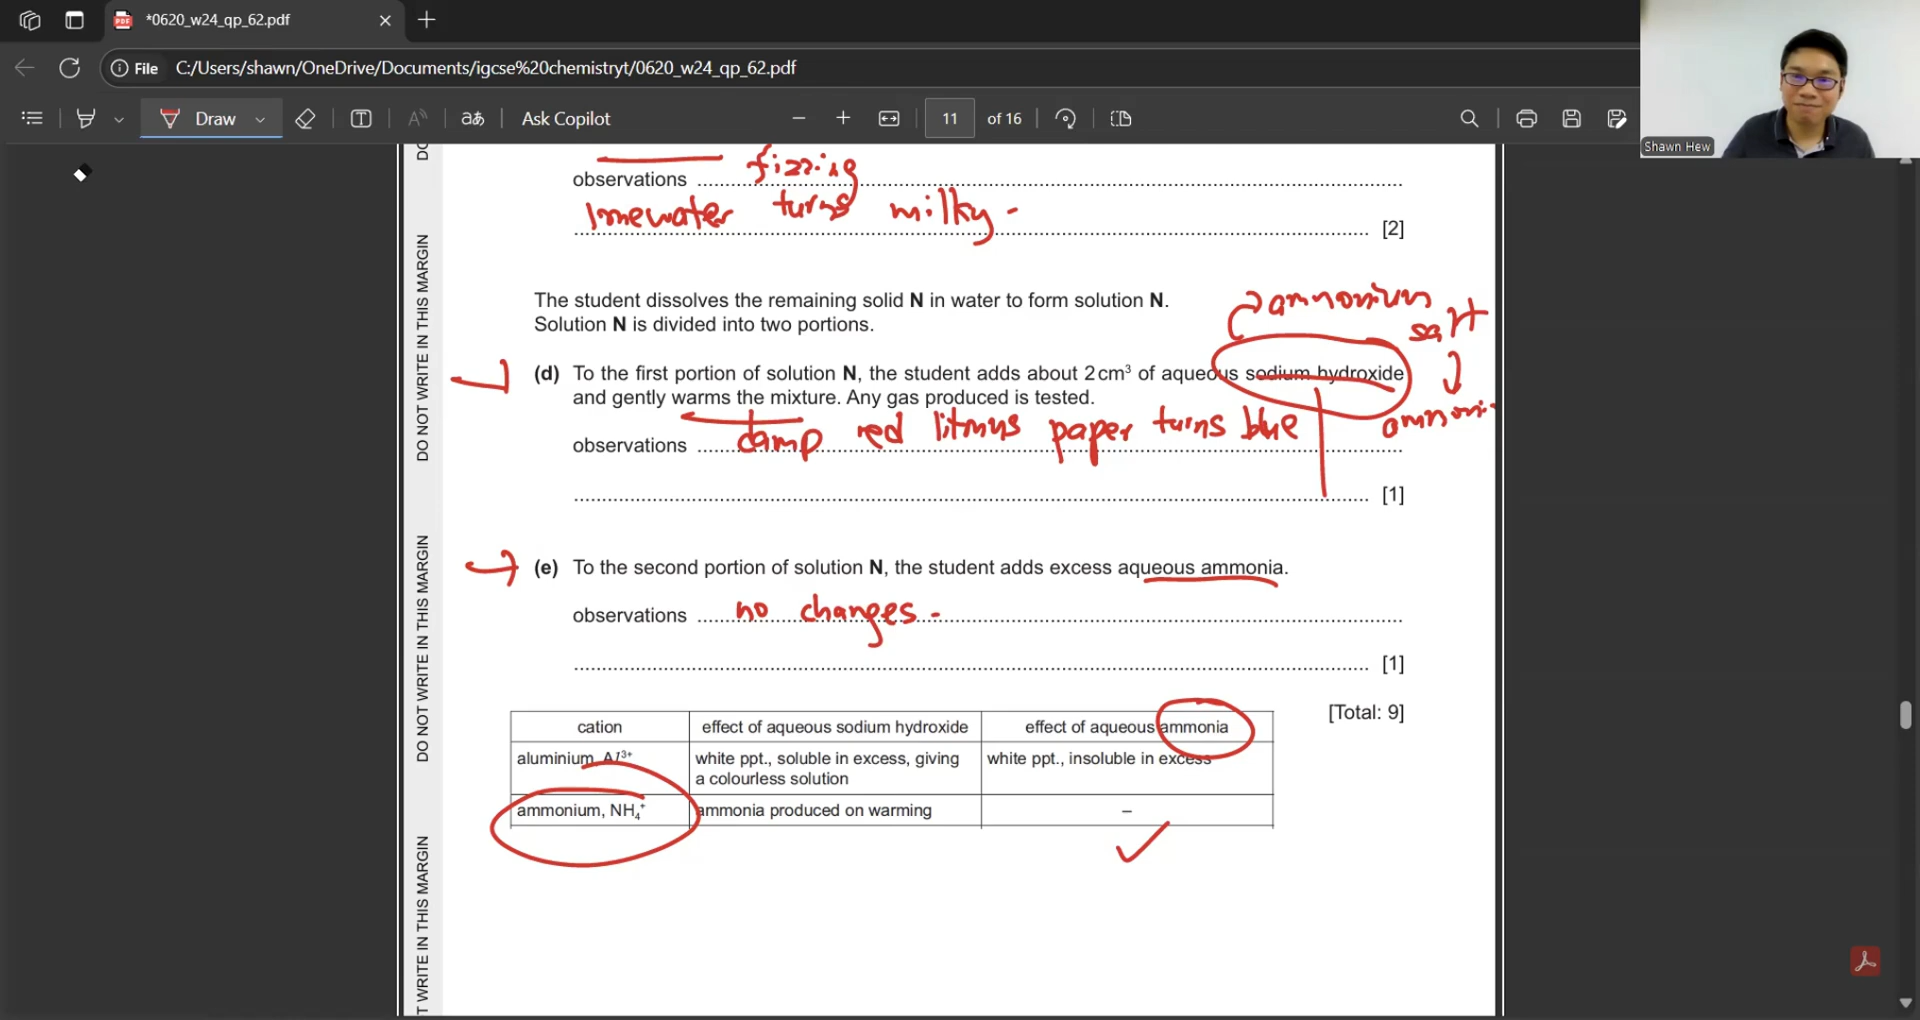 *0620_w24_qp_62.pdf
File C:/Users/shawn/OneDrive/Documents/igcse%20chemistryt/0620_w24_qp_62.pdf
Draw aあ Ask Copilot 11 of 16
Shawn Hew
fizzing
observations
limewater turns milky.
[2]
The student dissolves the remaining solid N in water to form solution N.
Solution N is divided into two portions.
ammonium
salt
(d) To the first portion of solution N, the student adds about 2 cm³ of aqueous sodium hydroxide
and gently warms the mixture. Any gas produced is tested.
damp red litmus paper turns blue
observations
[1]
(e) To the second portion of solution N, the student adds excess aqueous ammonia.
observations no changes.
[1]
[Total: 9]
cation effect of aqueous sodium hydroxide effect of aqueous ammonia
aluminium, Al³⁺ white ppt., soluble in excess, giving white ppt., insoluble in excess
a colourless solution
ammonium, NH₄⁺ ammonia produced on warming –
DO NOT WRITE IN THIS MARGIN
DO NOT WRITE IN THIS MARGIN
T WRITE IN THIS MARGIN